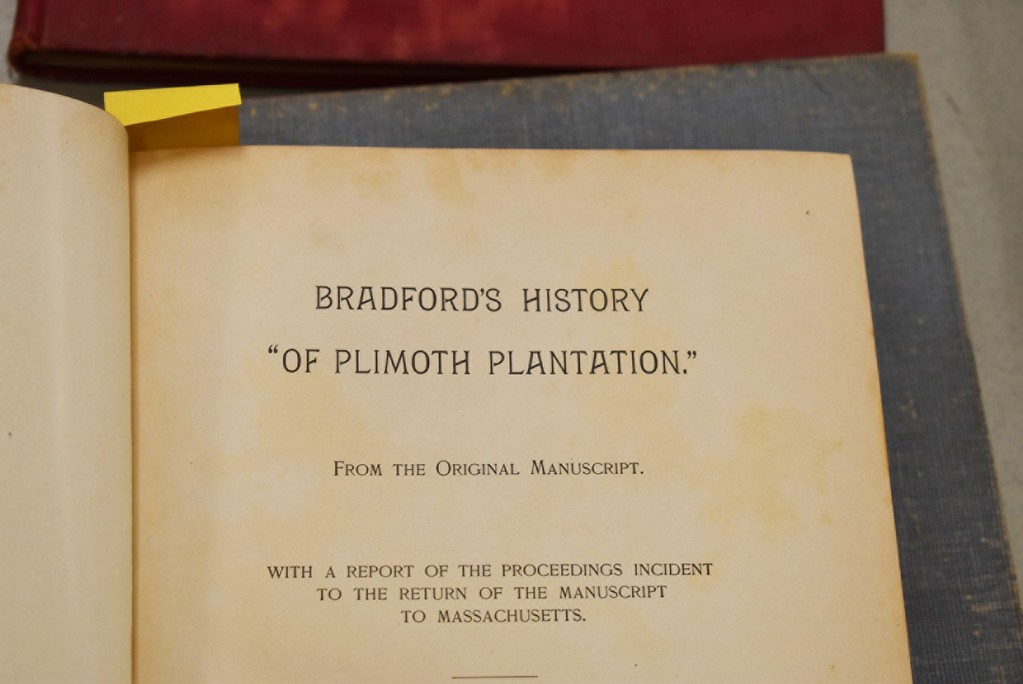 BRADFORD'S HISTORY
“OF PLIMOTH PLANTATION.”
FROM THE ORIGINAL MANUSCRIPT.
WITH A REPORT OF THE PROCEEDINGS INCIDENT
TO THE RETURN OF THE MANUSCRIPT
TO MASSACHUSETTS.